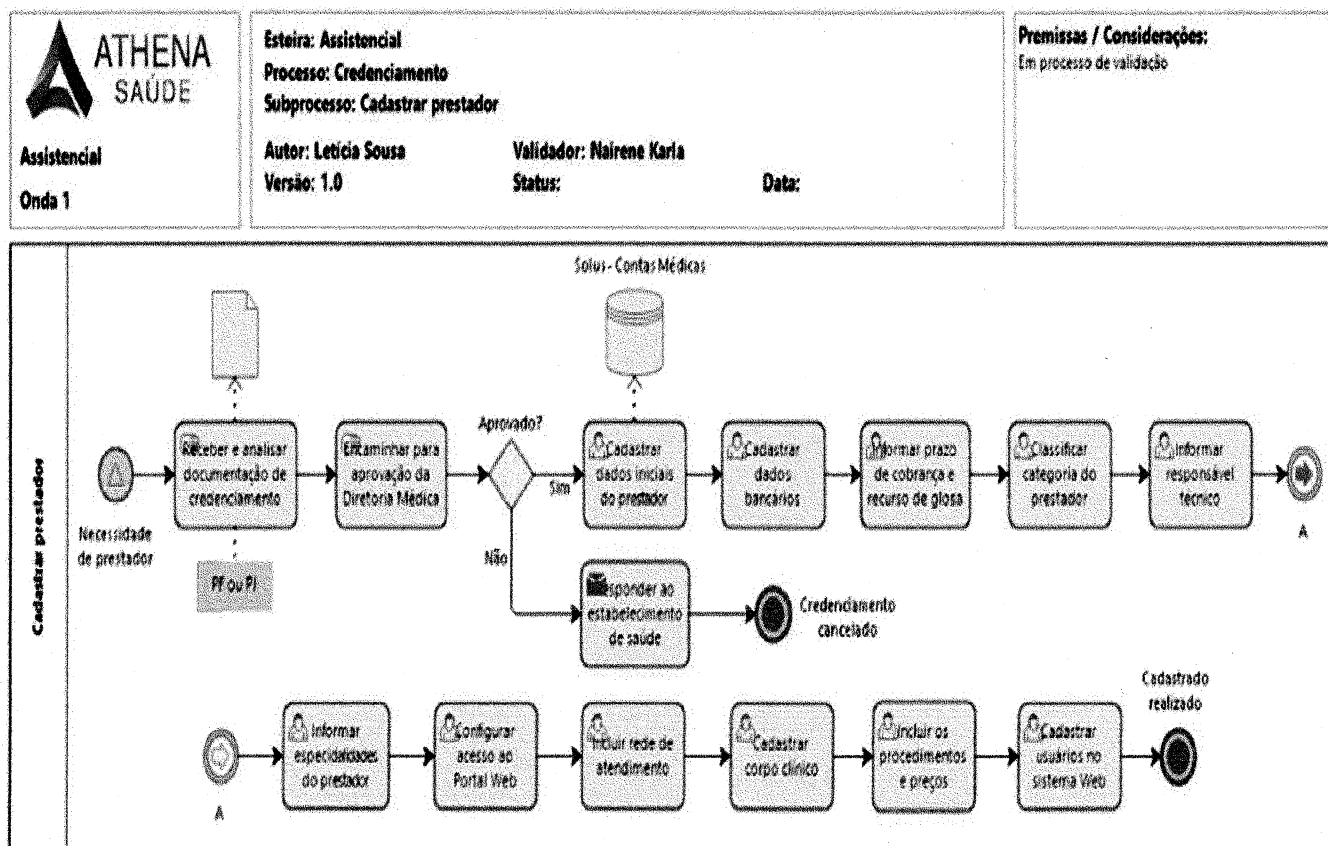 ATHENA
SAÚDE
Assistencial
Onda 1
Esteira: Assistencial
Processo: Credenciamento
Subprocesso: Cadastrar prestador
Autor: Letícia Sousa
Validador: Nairene Karla
Versão: 1.0
Status:
Data:
Premissas / Considerações:
Em processo de validação
Cadastrar prestados
Solus - Contas Médicas
Necessidade
de prestador
Receber e analisar
documentação de
credenciamento
PF ou PJ
Encaminhar para
aprovação da
Diretoria Médica
Aprovado?
Sim
Não
Cadastrar
dados iniciais
do prestador
Cadastrar
dados
bancários
Informar prazo
de cobrança e
recurso de glosa
Classificar
categoria do
prestador
Informar
responsável
técnico
A
Responder ao
estabelecimento
de saúde
Credenciamento
cancelado
A
Informar
especialidades
do prestador
Configurar
acesso ao
Portal Web
Incluir rede de
atendimento
Cadastrar
corpo clínico
Incluir os
procedimentos
e preços
Cadastrar
usuários no
sistema Web
Cadastrado
realizado